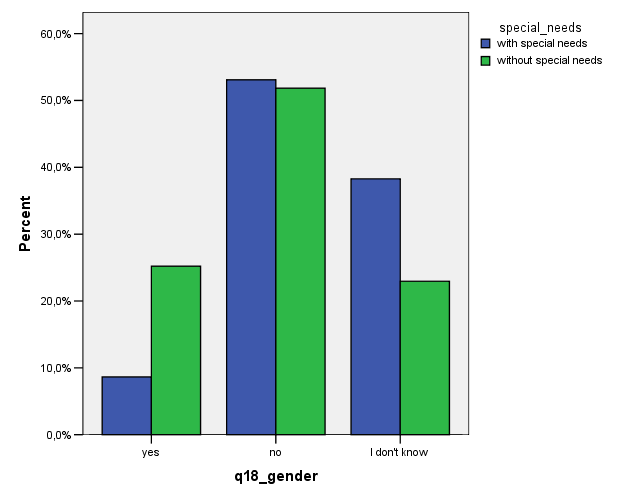 special_needs
with special needs
without special needs
60,0%
50,0%
40,0%
30,0%
20,0%
10,0%
0,0%
Percent
yes
no
I don't know
q18_gender